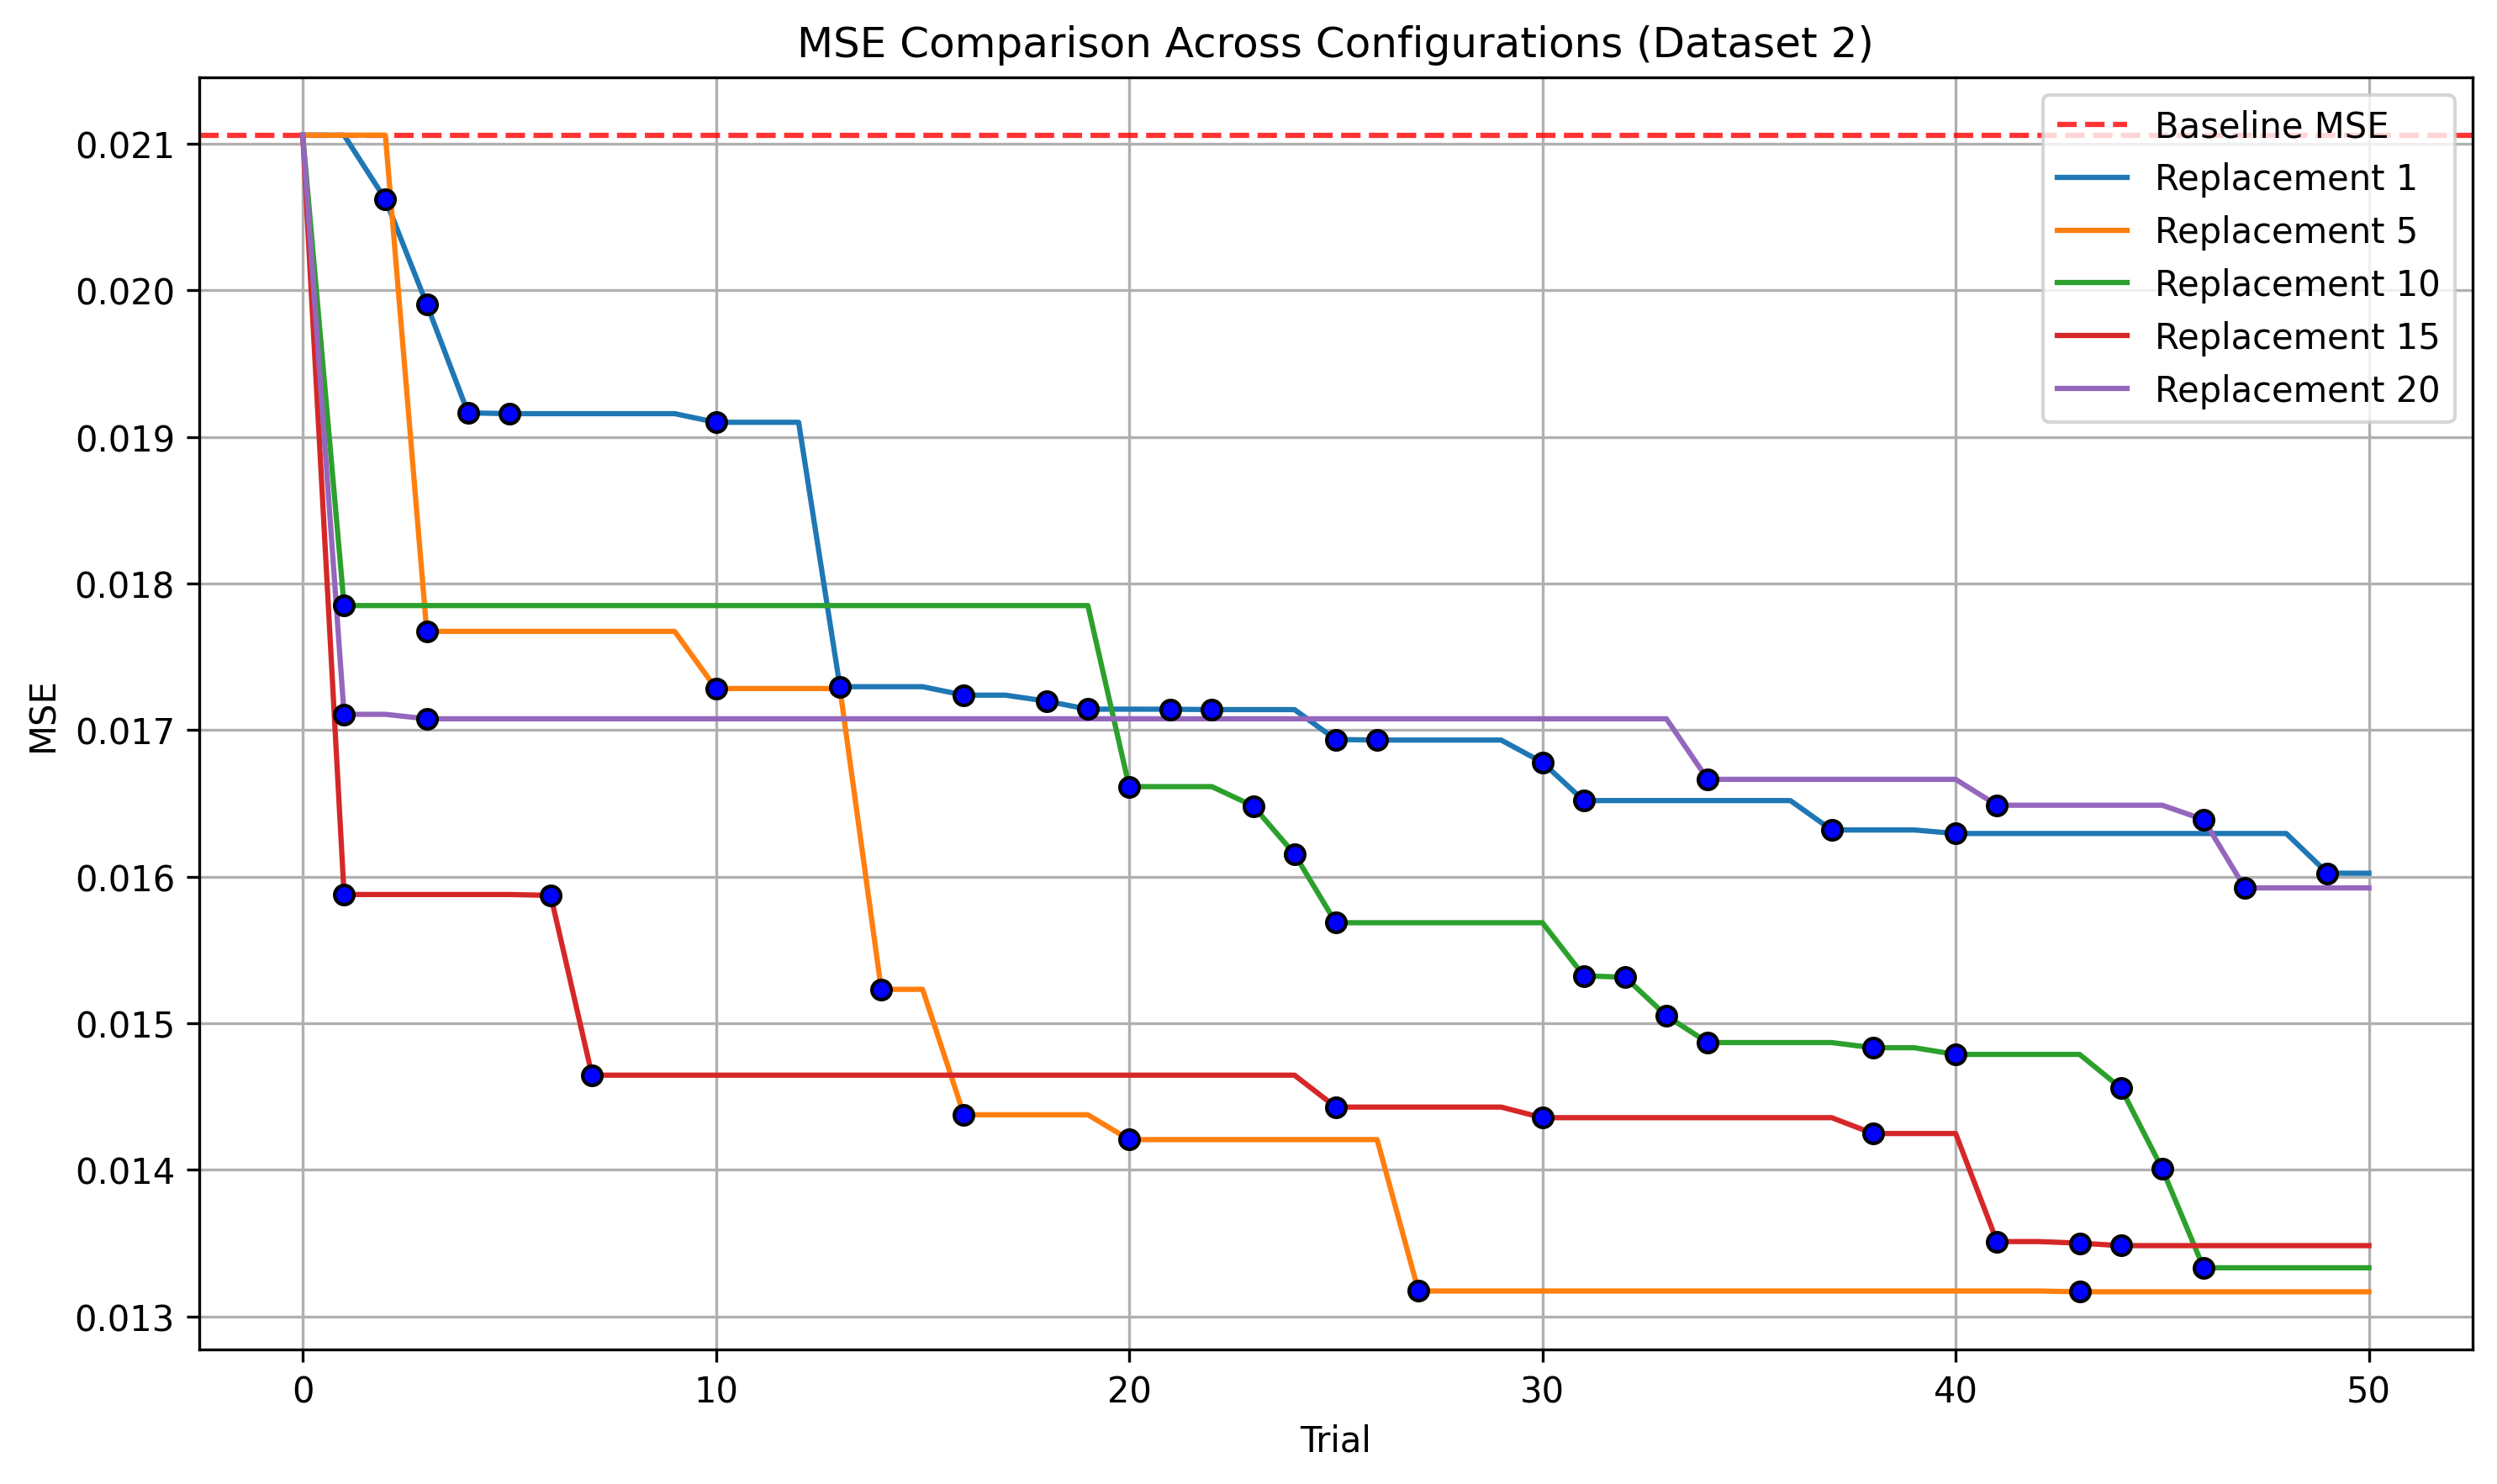 MSE Comparison Across Configurations (Dataset 2)
Baseline MSE
Replacement 1
Replacement 5
Replacement 10
Replacement 15
Replacement 20
0.021
0.020
0.019
0.018
0.017
0.016
0.015
0.014
0.013
MSE
0 10 20 30 40 50
Trial